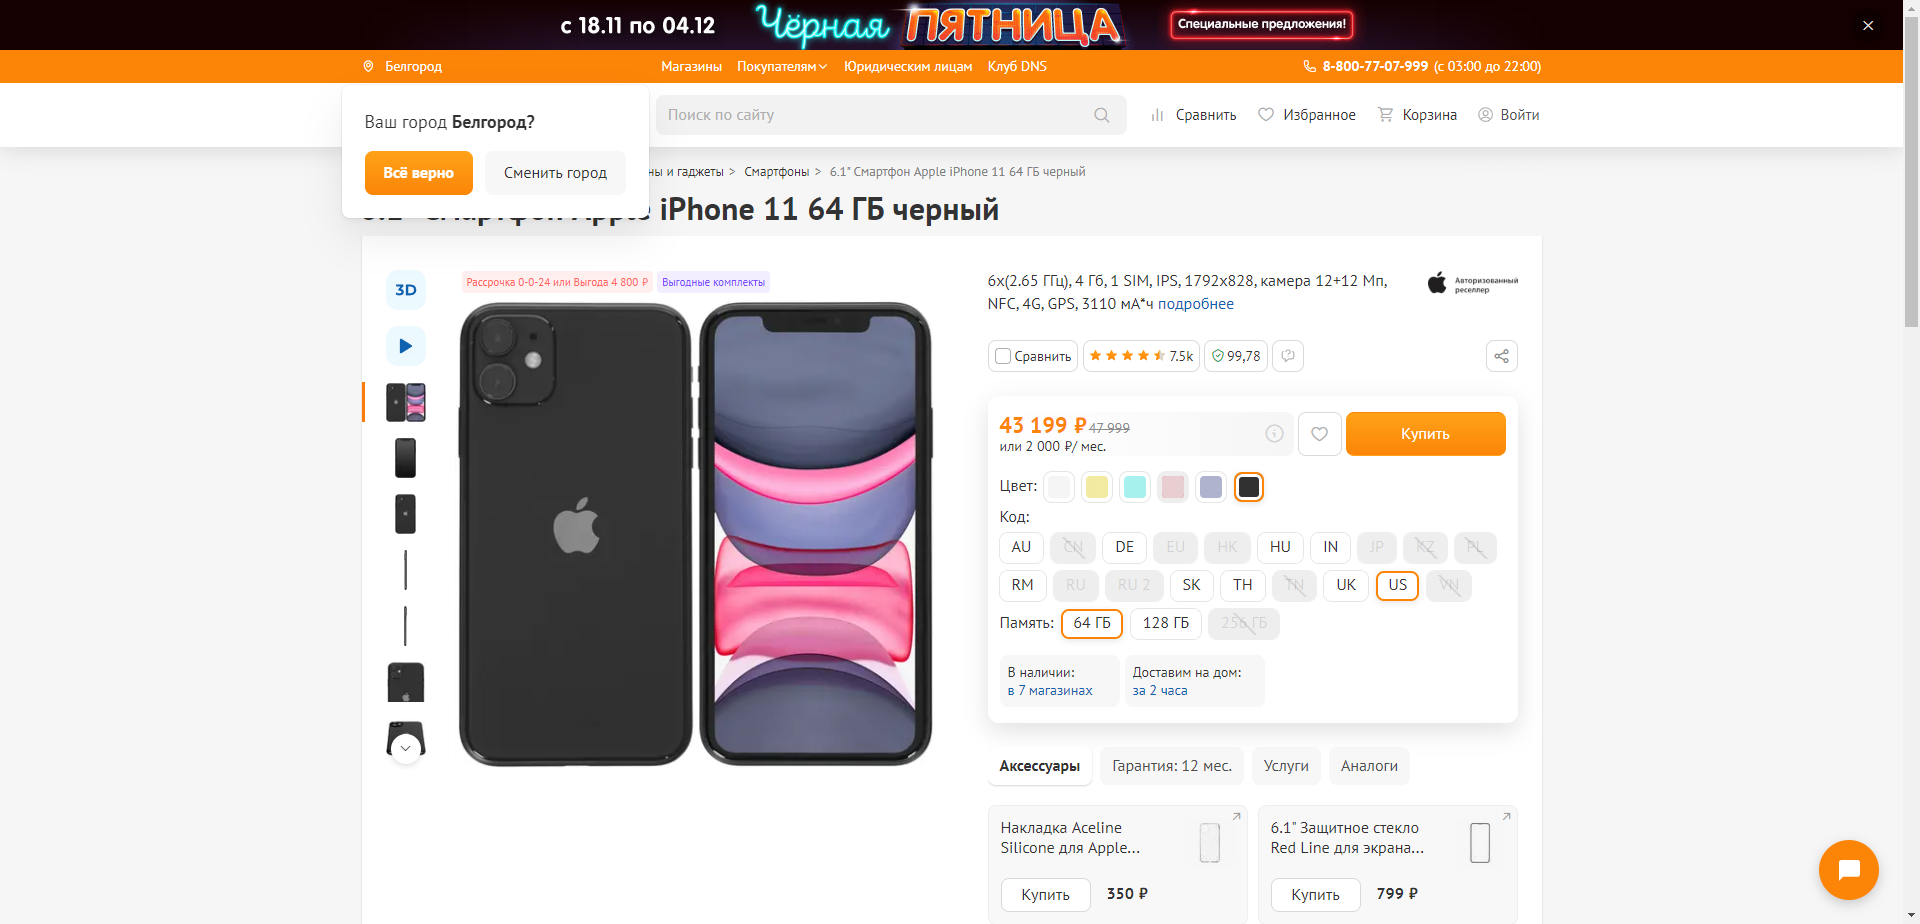 с 18.11 по 04.12
Чёрная ПЯТНИЦА
Специальные предложения!
Белгород
Магазины
Покупателям
Юридическим лицам
Клуб DNS
8-800-77-07-999 (с 03:00 до 22:00)
Ваш город Белгород?
Всё верно
Сменить город
Поиск по сайту
Сравнить
Избранное
Корзина
Войти
ны и гаджеты > Смартфоны > 6.1" Смартфон Apple iPhone 11 64 ГБ черный
6.1" Смартфон Apple iPhone 11 64 ГБ черный
3D
Рассрочка 0-0-24 или Выгода 4 800 ₽
Выгодные комплекты
6x(2.65 ГГц), 4 Гб, 1 SIM, IPS, 1792x828, камера 12+12 Мп,
NFC, 4G, GPS, 3110 мА*ч подробнее
Авторизованный
реселлер
Сравнить
7.5k
99,78
43 199 ₽ 47 999
или 2 000 ₽/ мес.
Купить
Цвет:
Код:
AU CN DE EU HK HU IN JP KZ PL
RM RU RU 2 SK TH TN UK US VN
Память: 64 ГБ 128 ГБ 256 ГБ
В наличии:
в 7 магазинах
Доставим на дом:
за 2 часа
Аксессуары
Гарантия: 12 мес.
Услуги
Аналоги
Накладка Aceline
Silicone для Apple...
Купить
350 ₽
6.1" Защитное стекло
Red Line для экрана...
Купить
799 ₽